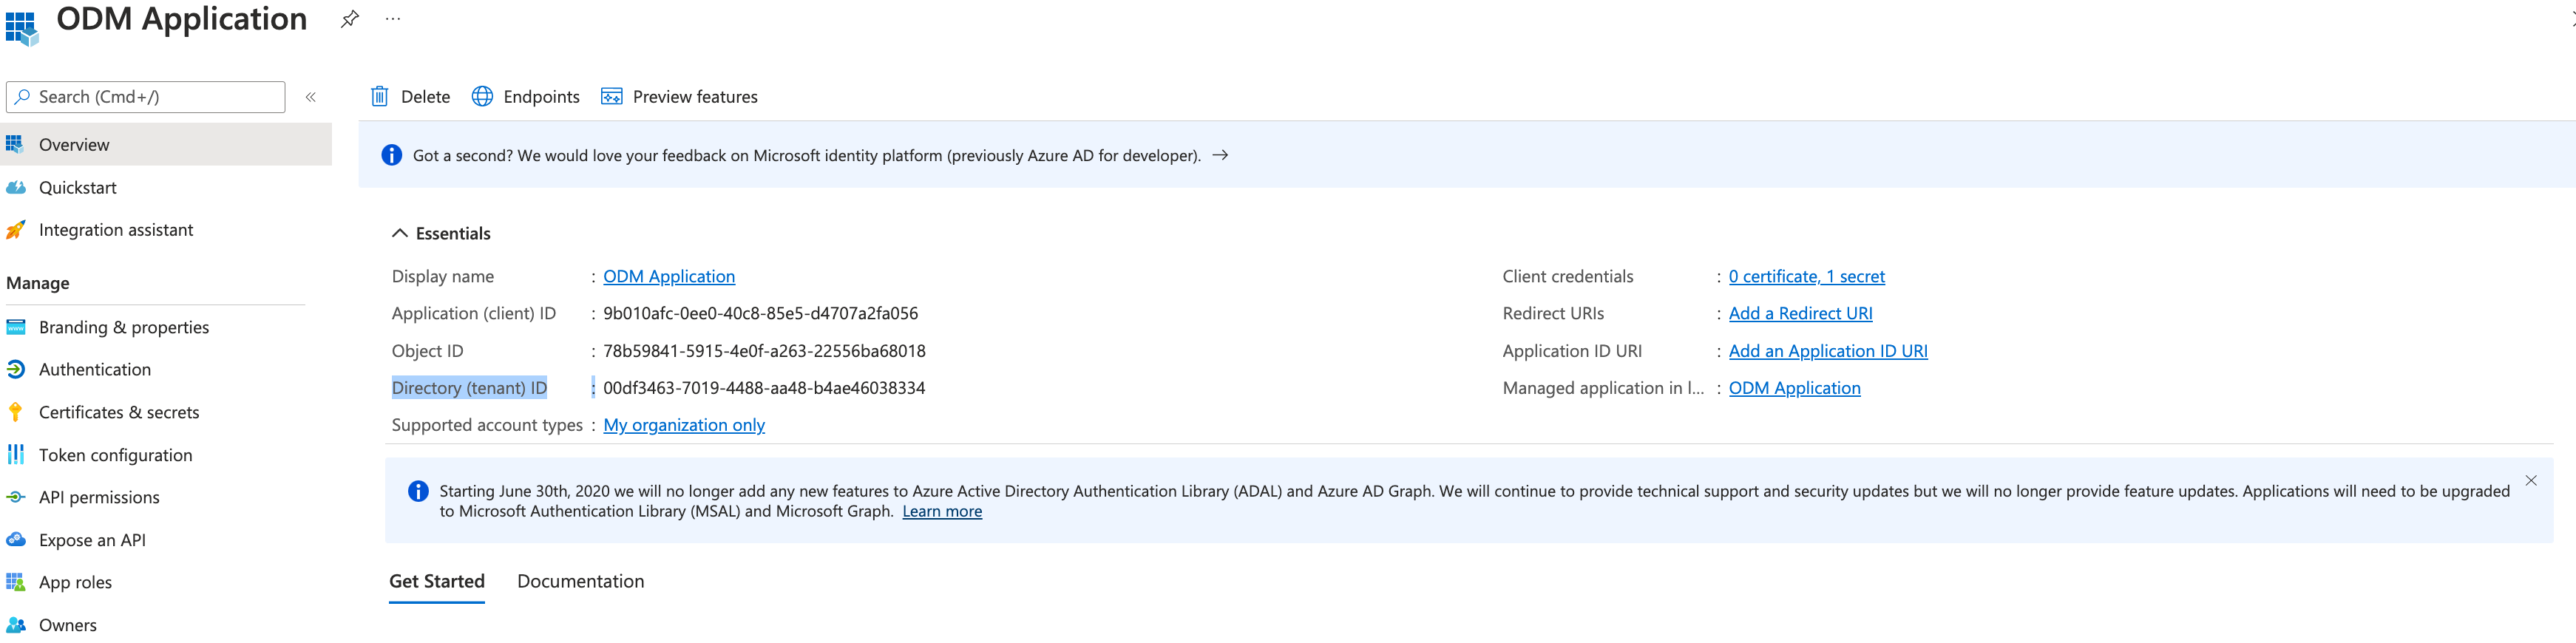 ODM Application
Search (Cmd+/)
Overview
Quickstart
Integration assistant
Manage
Branding & properties
Authentication
Certificates & secrets
Token configuration
API permissions
Expose an API
App roles
Owners
Delete Endpoints Preview features
Got a second? We would love your feedback on Microsoft identity platform (previously Azure AD for developer).
Essentials
Display name : ODM Application
Application (client) ID : 9b010afc-0ee0-40c8-85e5-d4707a2fa056
Object ID : 78b59841-5915-4e0f-a263-22556ba68018
Directory (tenant) ID : 00df3463-7019-4488-aa48-b4ae46038334
Supported account types : My organization only
Client credentials : 0 certificate, 1 secret
Redirect URIs : Add a Redirect URI
Application ID URI : Add an Application ID URI
Managed application in l... : ODM Application
Starting June 30th, 2020 we will no longer add any new features to Azure Active Directory Authentication Library (ADAL) and Azure AD Graph. We will continue to provide technical support and security updates but we will no longer provide feature updates. Applications will need to be upgraded
to Microsoft Authentication Library (MSAL) and Microsoft Graph. Learn more
Get Started Documentation